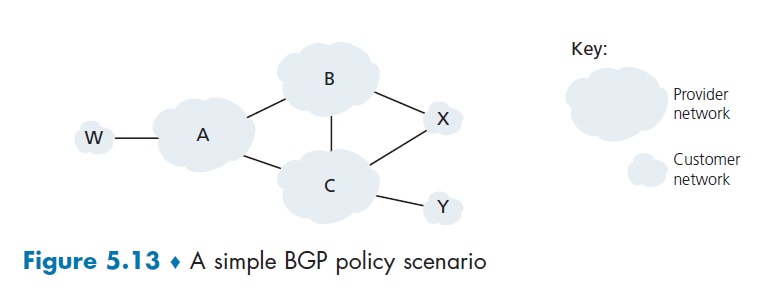 Key:
B
Provider
network
X
W
A
Customer
network
C
Y
Figure 5.13 ♦ A simple BGP policy scenario